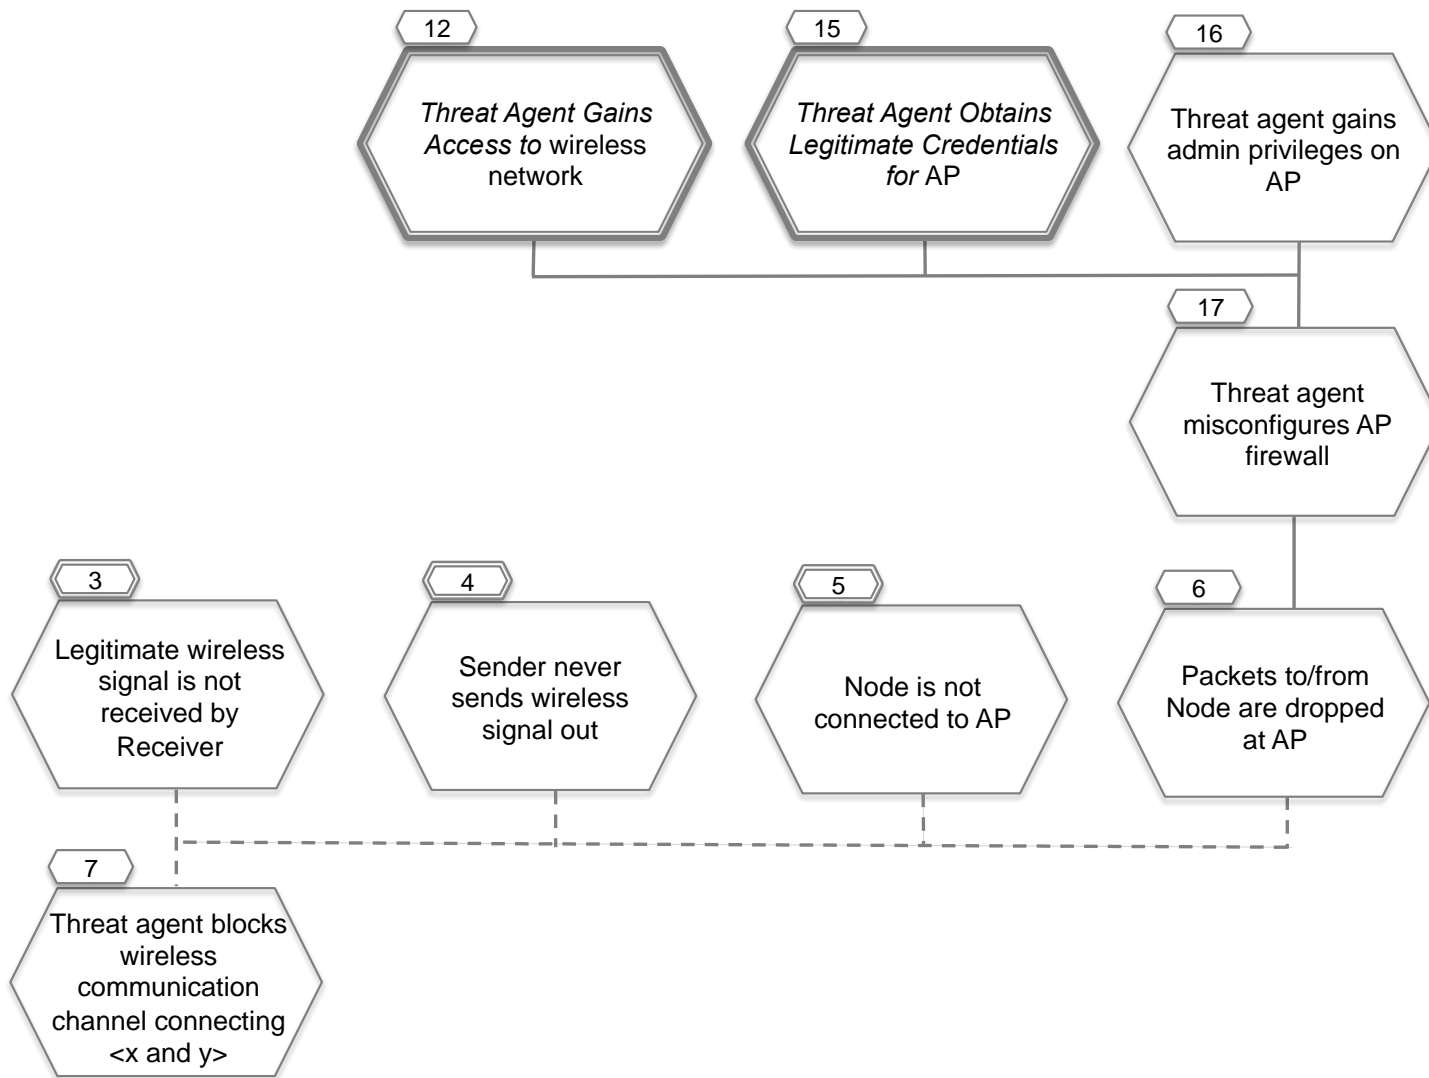 12
Threat Agent Gains
Access to wireless
network
15
Threat Agent Obtains
Legitimate Credentials
for AP
16
Threat agent gains
admin privileges on
AP
17
Threat agent
misconfigures AP
firewall
3
Legitimate wireless
signal is not
received by
Receiver
4
Sender never
sends wireless
signal out
5
Node is not
connected to AP
6
Packets to/from
Node are dropped
at AP
7
Threat agent blocks
wireless
communication
channel connecting
<x and y>